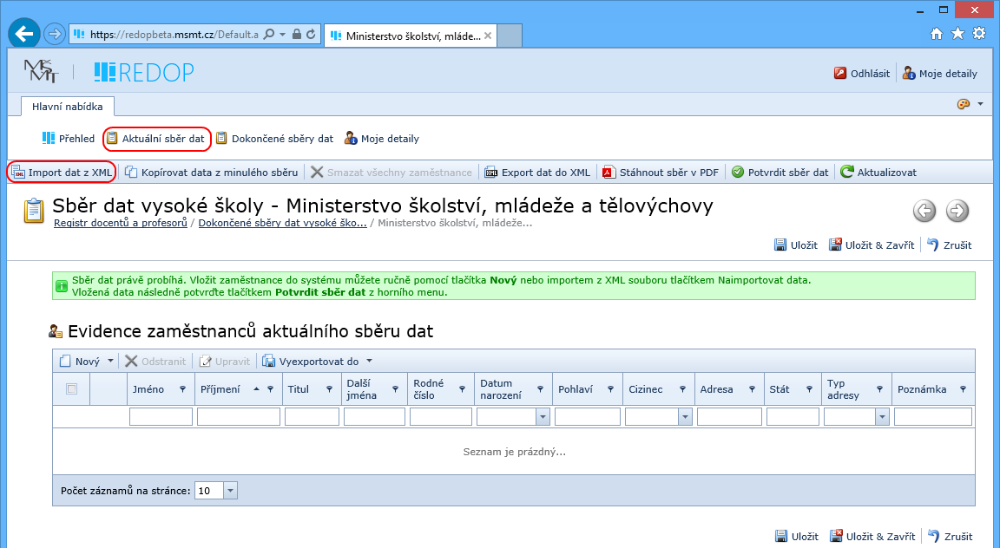 https://redopbeta.msmt.cz/Default.a
Ministerstvo školství, mláde...
MŠMT REDOP
Odhlásit Moje detaily
Hlavní nabídka
Přehled Aktuální sběr dat Dokončené sběry dat Moje detaily
Import dat z XML Kopírovat data z minulého sběru Smazat všechny zaměstnance Export dat do XML Stáhnout sběr v PDF Potvrdit sběr dat Aktualizovat
Sběr dat vysoké školy - Ministerstvo školství, mládeže a tělovýchovy
Registr docentů a profesorů / Dokončené sběry dat vysoké ško... / Ministerstvo školství, mládeže...
Uložit Uložit & Zavřít Zrušit
Sběr dat právě probíhá. Vložit zaměstnance do systému můžete ručně pomocí tlačítka Nový nebo importem z XML souboru tlačítkem Naimportovat data.
Vložená data následně potvrďte tlačítkem Potvrdit sběr dat z horního menu.
Evidence zaměstnanců aktuálního sběru dat
Nový Odstranit Upravit Vyexportovat do
Jméno Příjmení Titul Další jména Rodné číslo Datum narození Pohlaví Cizinec Adresa Stát Typ adresy Poznámka
Seznam je prázdný...
Počet záznamů na stránce: 10
Uložit Uložit & Zavřít Zrušit